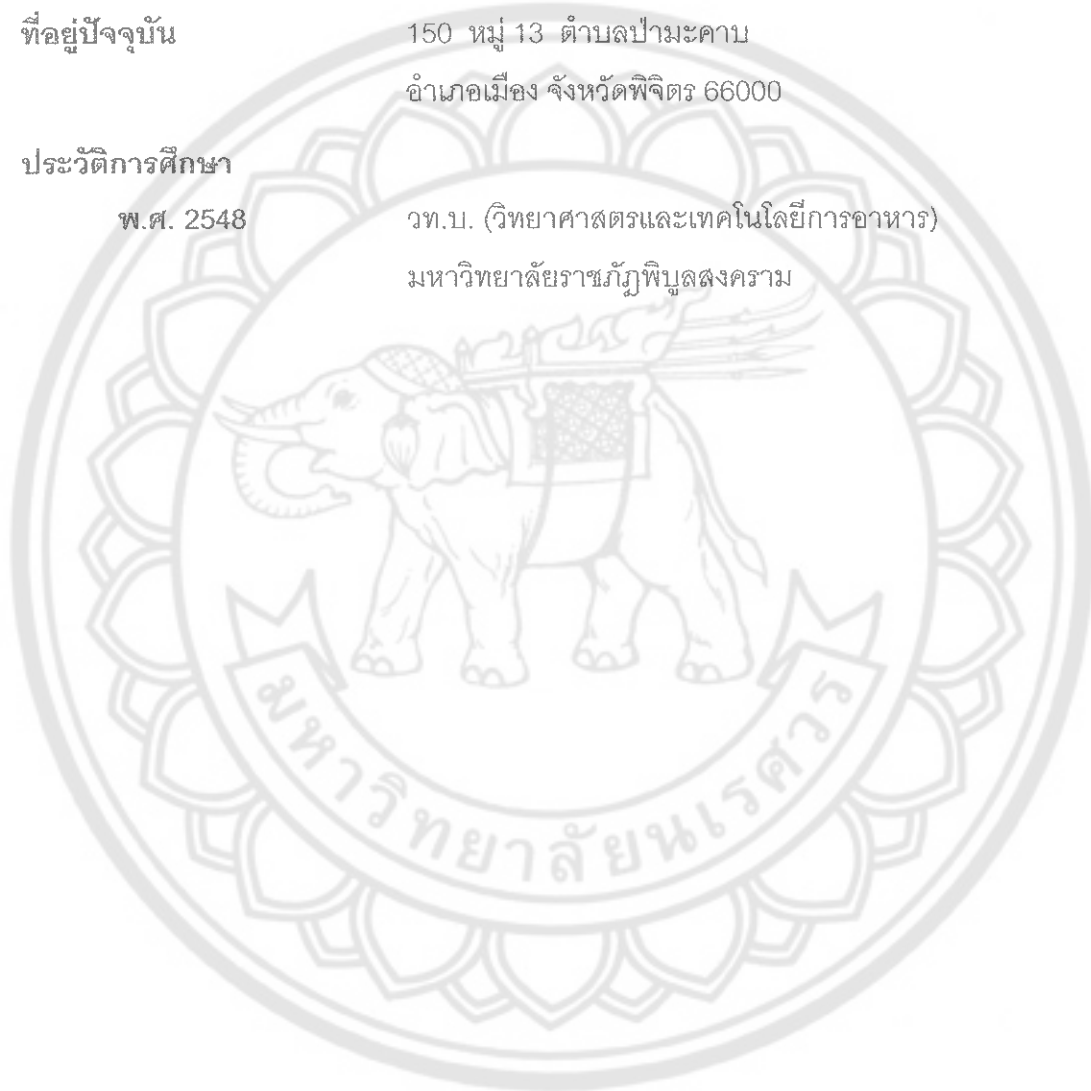 ที่อยู่ปัจจุบัน 150 หมู่ 13 ตำบลป่ามะคาบ
อำเภอเมือง จังหวัดพิจิตร 66000
ประวัติการศึกษา
พ.ศ. 2548 วท.บ. (วิทยาศาสตรและเทคโนโลยีการอาหาร)
มหาวิทยาลัยราชภัฏพิบูลสงคราม
มหาวิทยาลัยนเรศวร